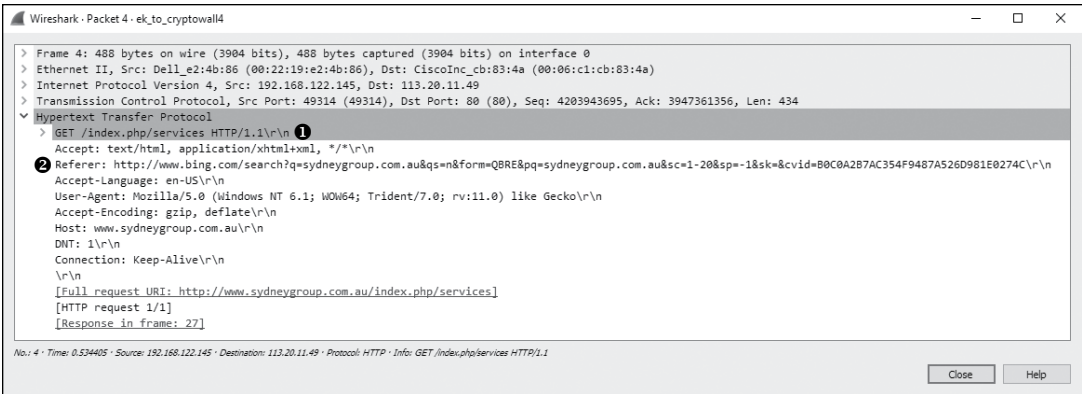 Wireshark · Packet 4 · ek_to_cryptowall4
> Frame 4: 488 bytes on wire (3904 bits), 488 bytes captured (3904 bits) on interface 0
> Ethernet II, Src: Dell_e2:4b:86 (00:22:19:e2:4b:86), Dst: CiscoInc_cb:83:4a (00:06:c1:cb:83:4a)
> Internet Protocol Version 4, Src: 192.168.122.145, Dst: 113.20.11.49
> Transmission Control Protocol, Src Port: 49314 (49314), Dst Port: 80 (80), Seq: 4203943695, Ack: 3947361356, Len: 434
Hypertext Transfer Protocol
> GET /index.php/services HTTP/1.1\r\n ❶
Accept: text/html, application/xhtml+xml, */*\r\n
❷ Referer: http://www.bing.com/search?q=sydneygroup.com.au&qs=n&form=QBRE&pq=sydneygroup.com.au&sc=1-20&sp=-1&sk=&cvid=B0C0A2B7AC354F9487A526D981E0274C\r\n
Accept-Language: en-US\r\n
User-Agent: Mozilla/5.0 (Windows NT 6.1; WOW64; Trident/7.0; rv:11.0) like Gecko\r\n
Accept-Encoding: gzip, deflate\r\n
Host: www.sydneygroup.com.au\r\n
DNT: 1\r\n
Connection: Keep-Alive\r\n
\r\n
[Full request URI: http://www.sydneygroup.com.au/index.php/services]
[HTTP request 1/1]
[Response in frame: 27]
No.: 4 · Time: 0.534405 · Source: 192.168.122.145 · Destination: 113.20.11.49 · Protocol: HTTP · Info: GET /index.php/services HTTP/1.1
Close Help